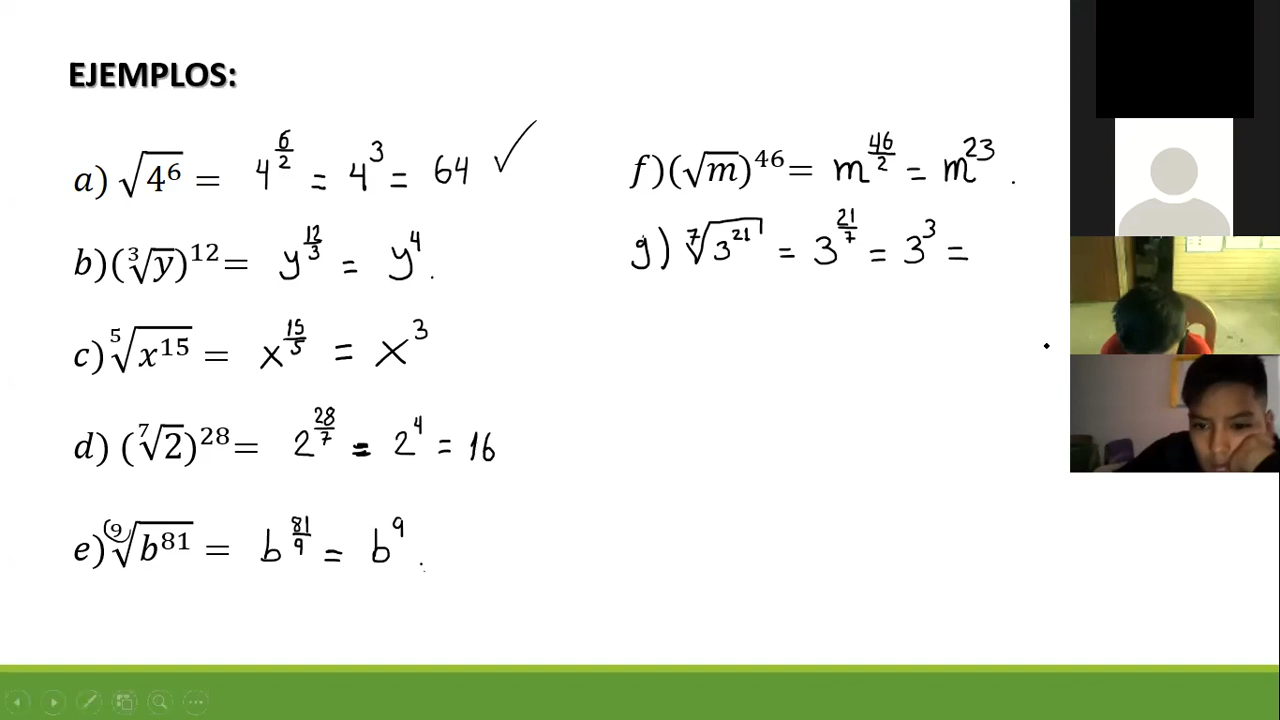 EJEMPLOS:
a) √4⁶ = 4^(6/2) = 4³ = 64 ✓
b) (³√y)¹² = y^(12/3) = y⁴.
c) ⁵√x¹⁵ = x^(15/5) = x³
d) (⁷√2)²⁸ = 2^(28/7) = 2⁴ = 16
e) ⁹√b⁸¹ = b^(81/9) = b⁹.
f) (√m)⁴⁶ = m^(46/2) = m²³.
g) ⁷√3²¹ = 3^(21/7) = 3³ =